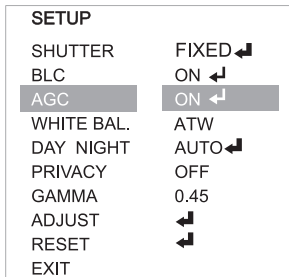 SETUP
SHUTTER FIXED ↲
BLC ON ↲
AGC ON ↲
WHITE BAL. ATW
DAY NIGHT AUTO ↲
PRIVACY OFF
GAMMA 0.45
ADJUST ↲
RESET ↲
EXIT